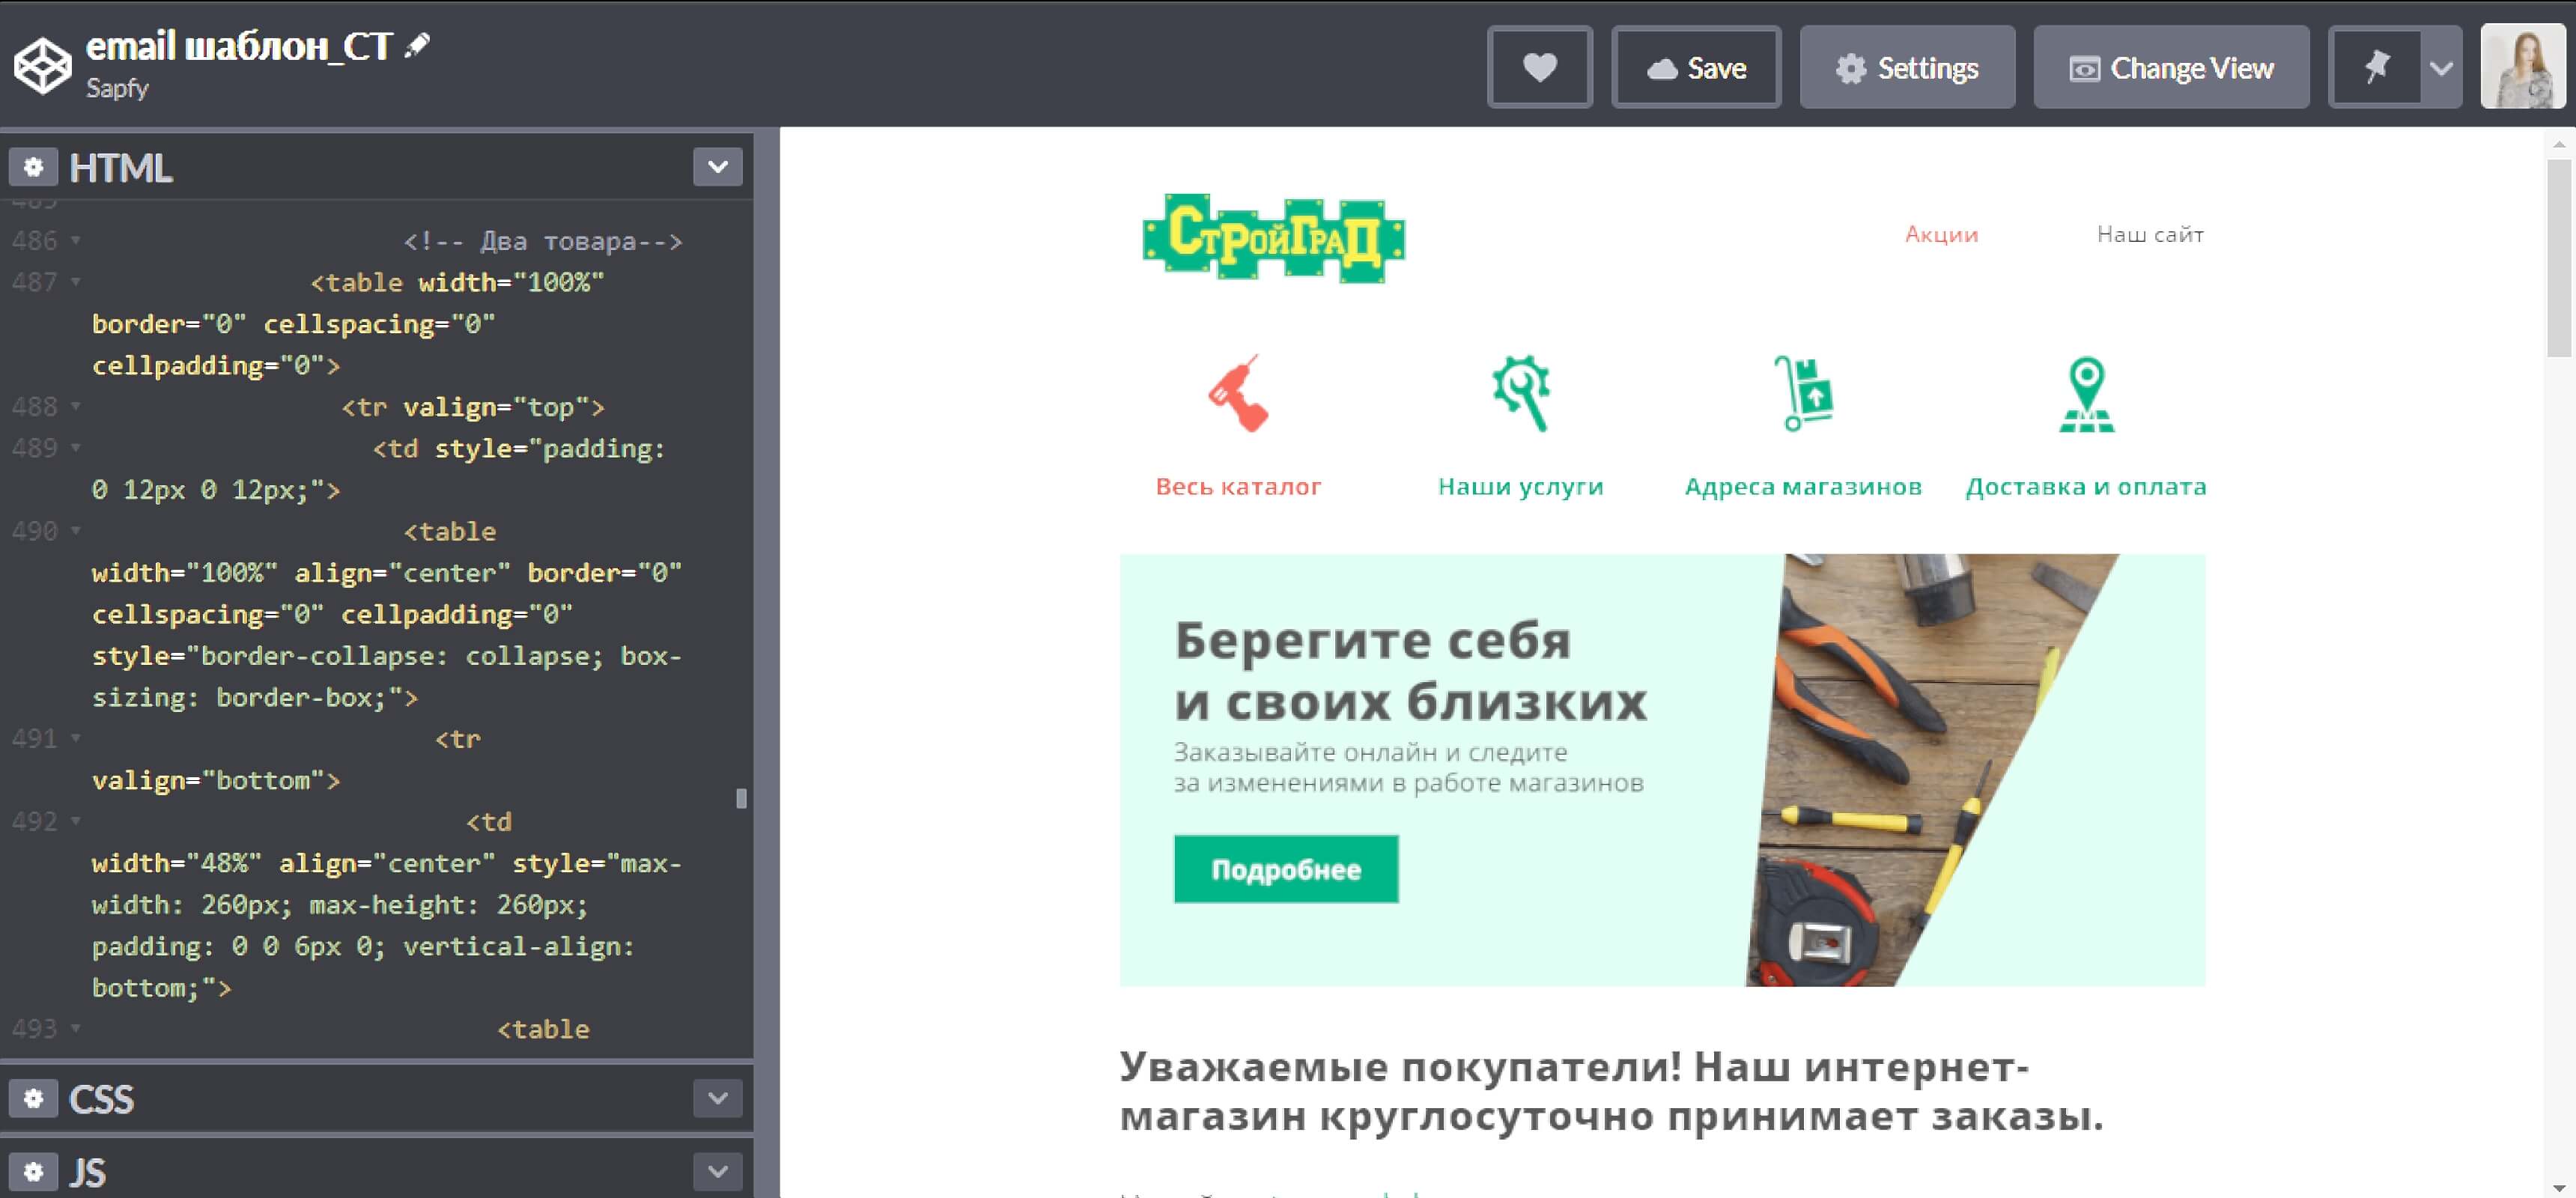 email шаблон_СТ
Sapfy
Save
Settings
Change View
HTML
486 <!-- Два товара-->
487 <table width="100%"
border="0" cellspacing="0"
cellpadding="0">
488 <tr valign="top">
489 <td style="padding:
0 12px 0 12px;">
490 <table
width="100%" align="center" border="0"
cellspacing="0" cellpadding="0"
style="border-collapse: collapse; box-
sizing: border-box;">
491 <tr
valign="bottom">
492 <td
width="48%" align="center" style="max-
width: 260px; max-height: 260px;
padding: 0 0 6px 0; vertical-align:
bottom;">
493 <table
CSS
JS
СтРойГраД
Акции
Наш сайт
Весь каталог
Наши услуги
Адреса магазинов
Доставка и оплата
Берегите себя
и своих близких
Заказывайте онлайн и следите
за изменениями в работе магазинов
Подробнее
Уважаемые покупатели! Наш интернет-
магазин круглосуточно принимает заказы.